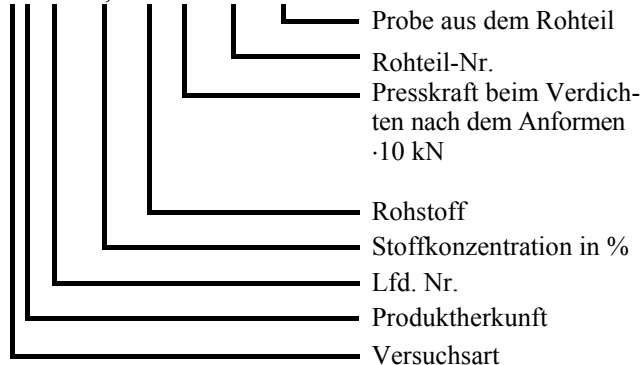 Probe aus dem Rohteil
Rohteil-Nr.
Presskraft beim Verdich-
ten nach dem Anformen
·10 kN
Rohstoff
Stoffkonzentration in %
Lfd. Nr.
Produktherkunft
Versuchsart